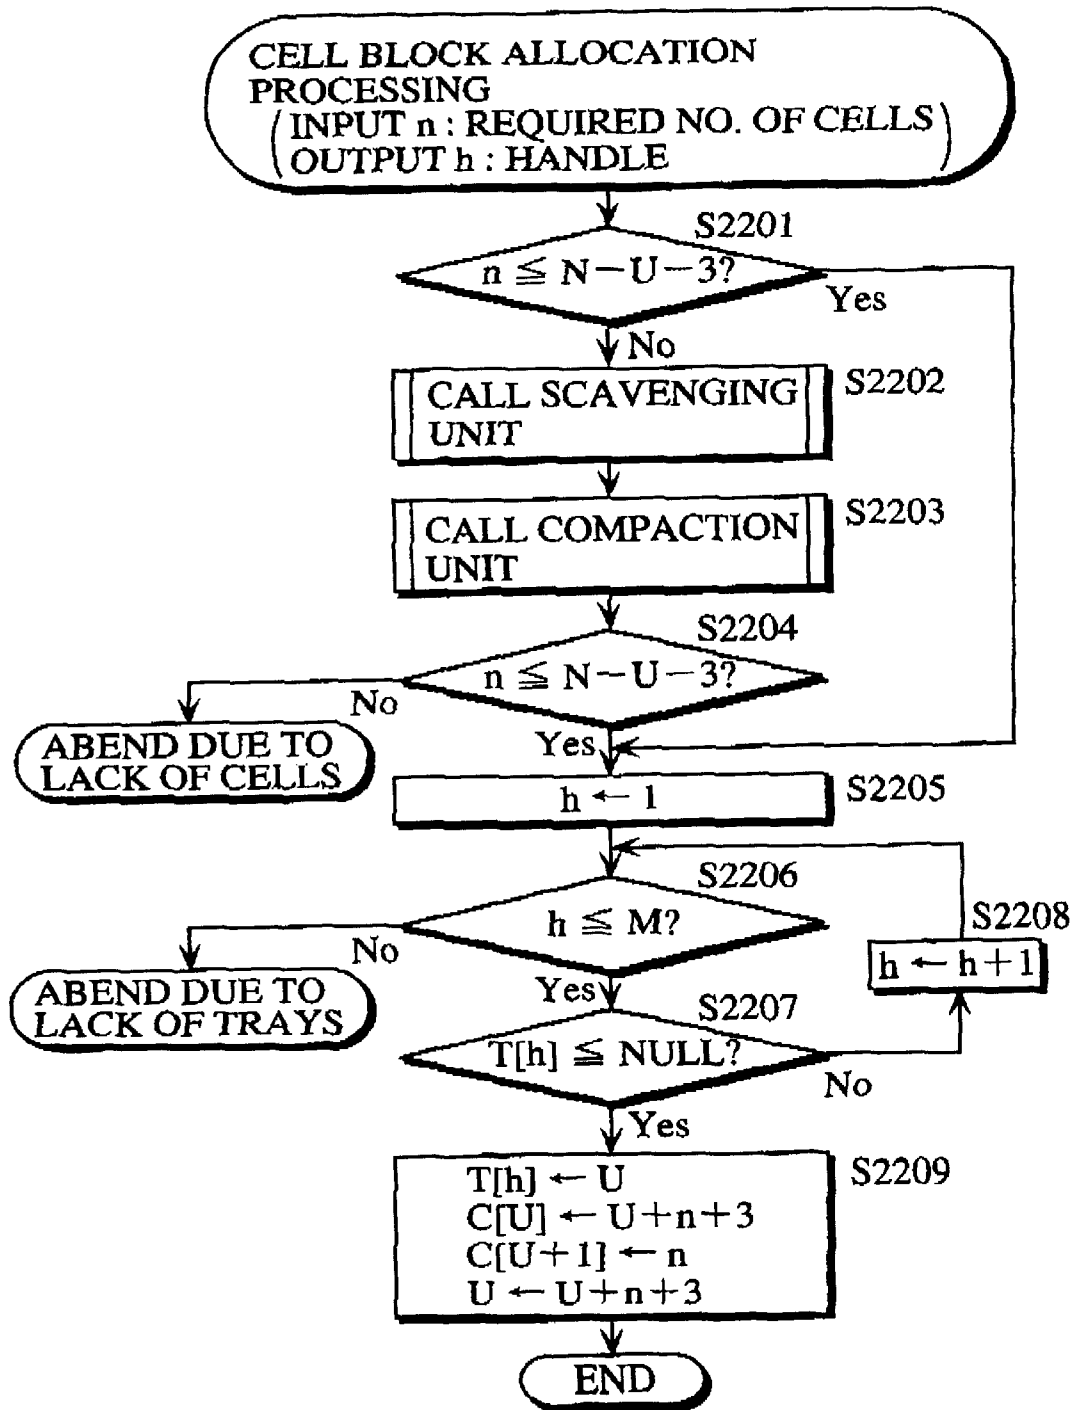 CELL BLOCK ALLOCATION
PROCESSING
(INPUT n : REQUIRED NO. OF CELLS
OUTPUT h : HANDLE)
S2201
n ≦ N－U－3?
Yes
No
CALL SCAVENGING
UNIT
S2202
CALL COMPACTION
UNIT
S2203
S2204
n ≦ N－U－3?
No
ABEND DUE TO
LACK OF CELLS
Yes
h ← 1
S2205
S2206
h ≦ M?
No
ABEND DUE TO
LACK OF TRAYS
S2208
h ← h＋1
Yes
S2207
T[h] ≦ NULL?
No
Yes
S2209
T[h] ← U
C[U] ← U＋n＋3
C[U＋1] ← n
U ← U＋n＋3
END